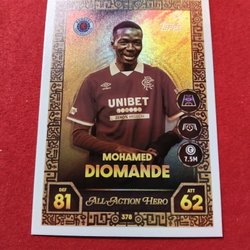 topps
UNIBET
MOHAMED
DIOMANDE
7.5M
DEF
81
ALL-ACTION HERO
ATT
62
378